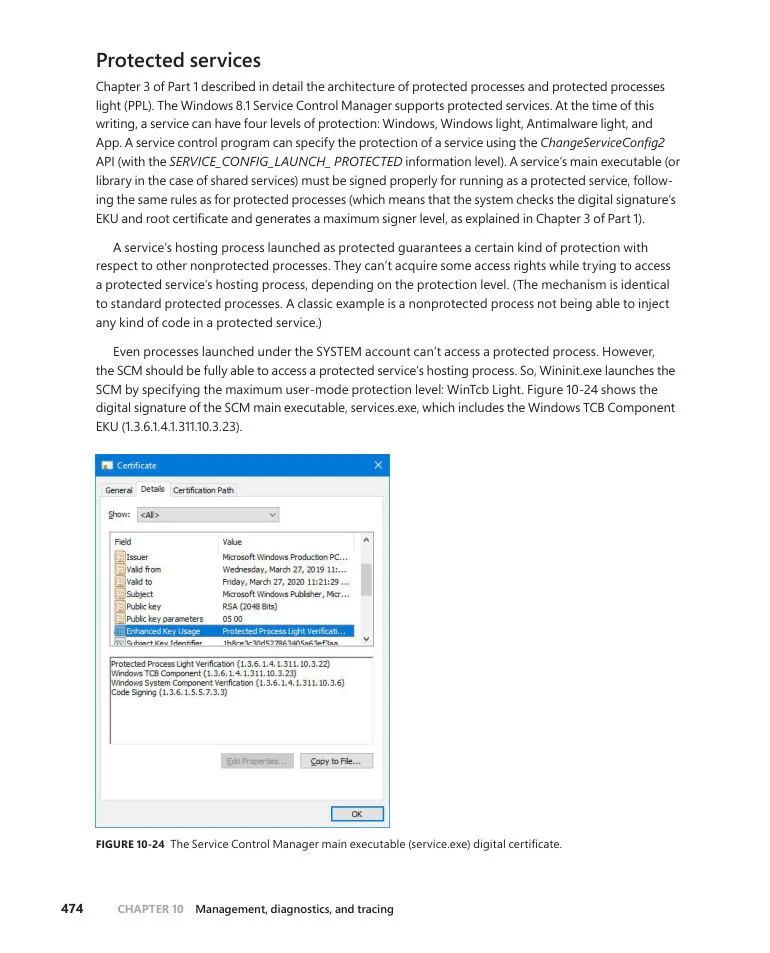 Protected services
Chapter 3 of Part 1 described in detail the architecture of protected processes and protected processes
light (PPL). The Windows 8.1 Service Control Manager supports protected services. At the time of this
writing, a service can have four levels of protection: Windows, Windows light, Antimalware light, and
App. A service control program can specify the protection of a service using the ChangeServiceConfig2
API (with the SERVICE_CONFIG_LAUNCH_ PROTECTED information level). A service’s main executable (or
library in the case of shared services) must be signed properly for running as a protected service, follow-
ing the same rules as for protected processes (which means that the system checks the digital signature’s
EKU and root certificate and generates a maximum signer level, as explained in Chapter 3 of Part 1).
A service’s hosting process launched as protected guarantees a certain kind of protection with
respect to other nonprotected processes. They can’t acquire some access rights while trying to access
a protected service’s hosting process, depending on the protection level. (The mechanism is identical
to standard protected processes. A classic example is a nonprotected process not being able to inject
any kind of code in a protected service.)
Even processes launched under the SYSTEM account can’t access a protected process. However,
the SCM should be fully able to access a protected service’s hosting process. So, Wininit.exe launches the
SCM by specifying the maximum user-mode protection level: WinTcb Light. Figure 10-24 shows the
digital signature of the SCM main executable, services.exe, which includes the Windows TCB Component
EKU (1.3.6.1.4.1.311.10.3.23).
Certificate
General Details Certification Path
Show: <All>
Field Value
Issuer Microsoft Windows Production PC...
Valid from Wednesday, March 27, 2019 11:...
Valid to Friday, March 27, 2020 11:21:29 ...
Subject Microsoft Windows Publisher, Micr...
Public key RSA (2048 Bits)
Public key parameters 05 00
Enhanced Key Usage Protected Process Light Verificati...
Subject Key Identifier
Protected Process Light Verification (1.3.6.1.4.1.311.10.3.22)
Windows TCB Component (1.3.6.1.4.1.311.10.3.23)
Windows System Component Verification (1.3.6.1.4.1.311.10.3.6)
Code Signing (1.3.6.1.5.5.7.3.3)
Edit Properties... Copy to File...
OK
FIGURE 10-24 The Service Control Manager main executable (service.exe) digital certificate.
474 CHAPTER 10 Management, diagnostics, and tracing